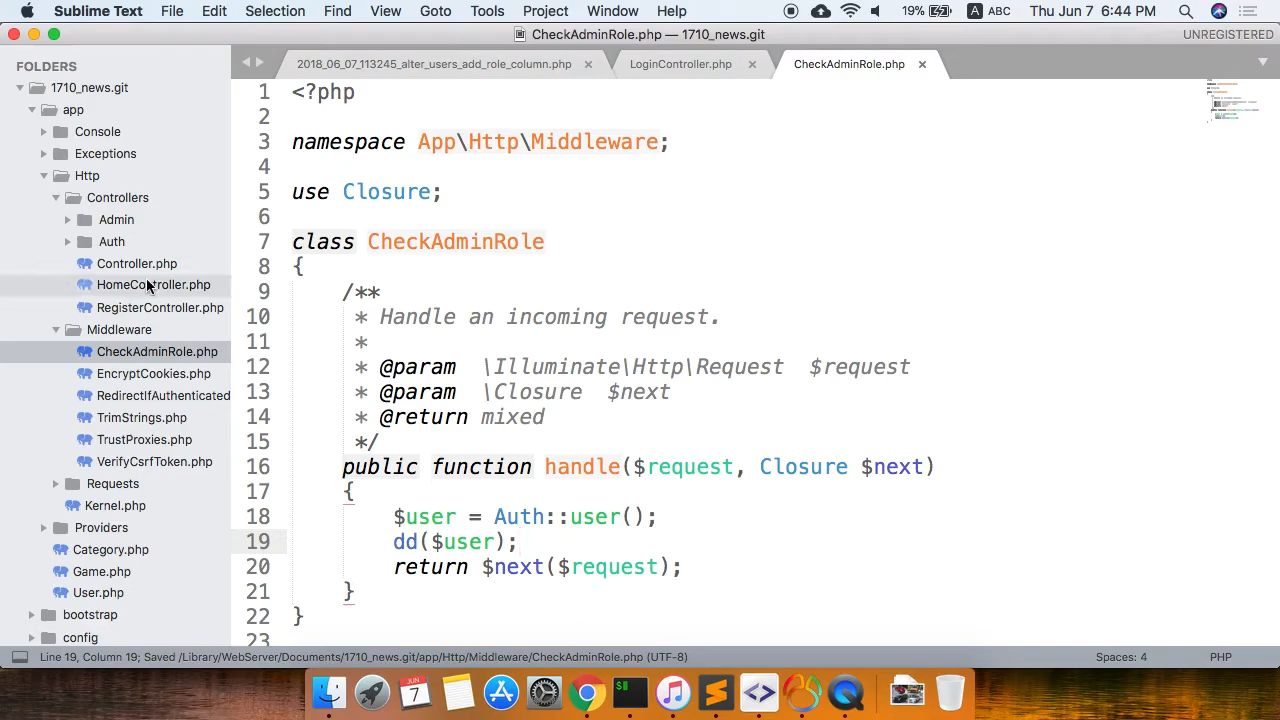 Sublime Text File Edit Selection Find View Goto Tools Project Window Help 19% A ABC Thu Jun 7 6:44 PM
CheckAdminRole.php — 1710_news.git UNREGISTERED
FOLDERS
1710_news.git
app
Console
Exceptions
Http
Controllers
Admin
Auth
Controller.php
HomeController.php
RegisterController.php
Middleware
CheckAdminRole.php
EncryptCookies.php
RedirectIfAuthenticated
TrimStrings.php
TrustProxies.php
VerifyCsrfToken.php
Requests
Kernel.php
Providers
Category.php
Game.php
User.php
bootstrap
config
2018_06_07_113245_alter_users_add_role_column.php LoginController.php CheckAdminRole.php
1 <?php
2
3 namespace App\Http\Middleware;
4
5 use Closure;
6
7 class CheckAdminRole
8 {
9 /**
10 * Handle an incoming request.
11 *
12 * @param \Illuminate\Http\Request $request
13 * @param \Closure $next
14 * @return mixed
15 */
16 public function handle($request, Closure $next)
17 {
18 $user = Auth::user();
19 dd($user);
20 return $next($request);
21 }
22 }
23
Line 19, Column 19; Saved /Library/WebServer/Documents/1710_news.git/app/Http/Middleware/CheckAdminRole.php (UTF-8) Spaces: 4 PHP
JUN
7